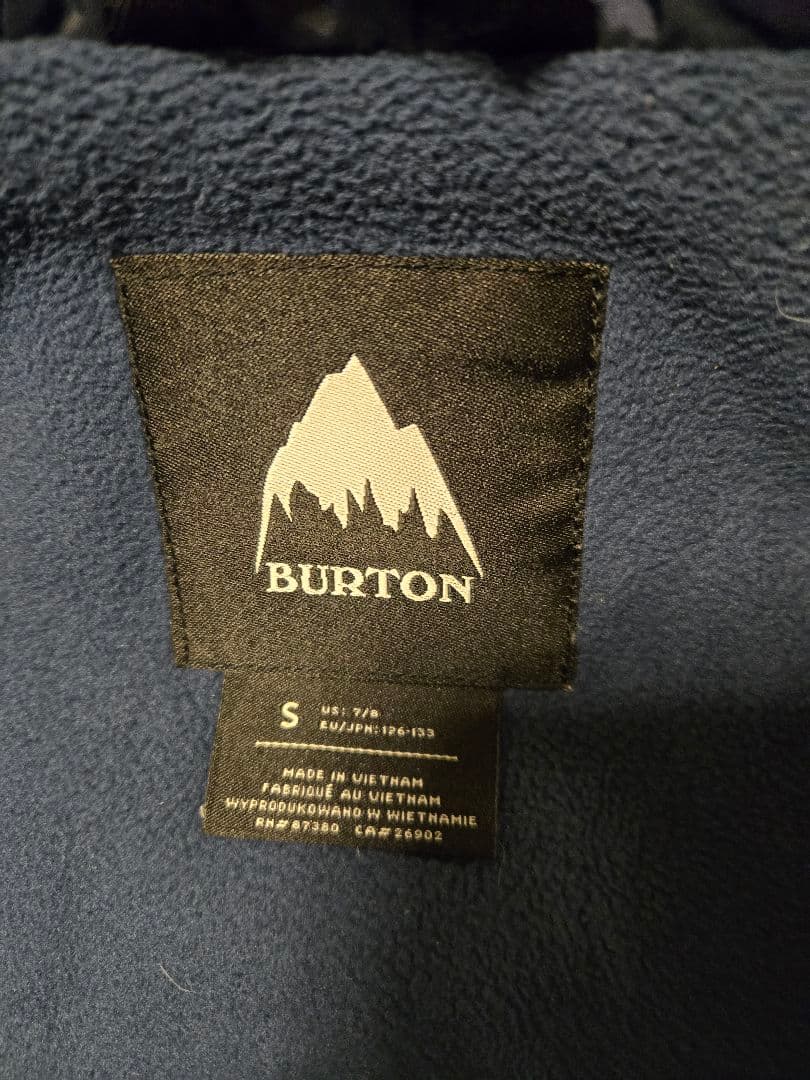 BURTON
S
US: 7/8
EU/JPN: 126-133
MADE IN VIETNAM
FABRIQUÉ AU VIETNAM
WYPRODUKOWANO W WIETNAMIE
RN# 87380 CA# 26902